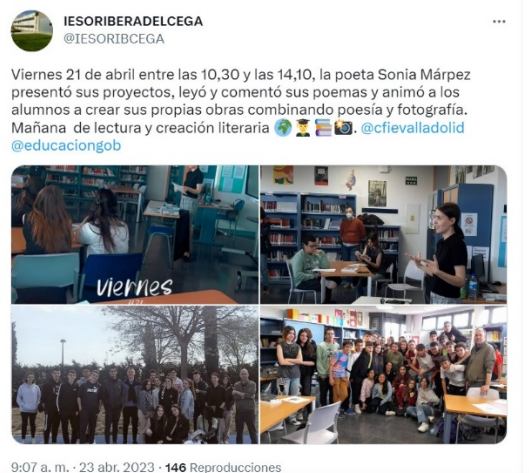 IESORIBERADELCEGA
@IESORIBCEGA
Viernes 21 de abril entre las 10,30 y las 14,10, la poeta Sonia Márpez
presentó sus proyectos, leyó y comentó sus poemas y animó a los
alumnos a crear sus propias obras combinando poesía y fotografía.
Mañana de lectura y creación literaria 🌍👨‍🎓📚📸. @cfievalladolid
@educaciongob
viernes
9:07 a. m. · 23 abr. 2023 · 146 Reproducciones